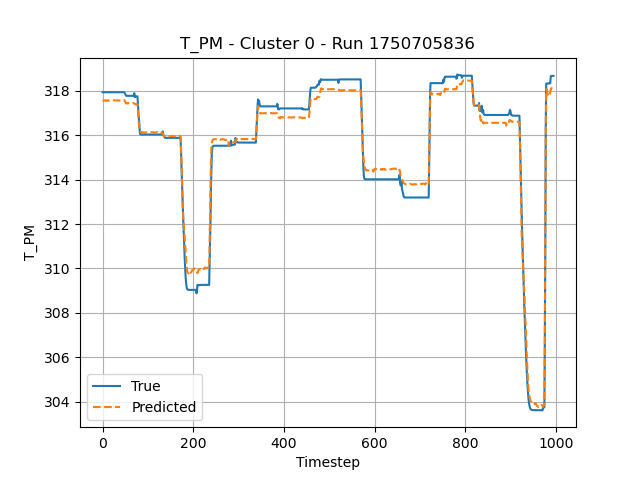 T_PM - Cluster 0 - Run 1750705836
T_PM
318
316
314
312
310
308
306
304
True
Predicted
0 200 400 600 800 1000
Timestep